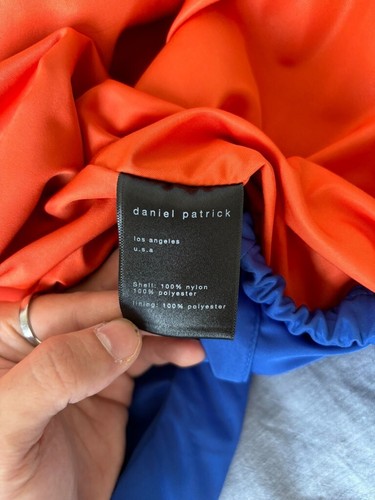 daniel patrick
los angeles
u.s.a
Shell: 100% nylon
100% polyester
lining: 100% polyester